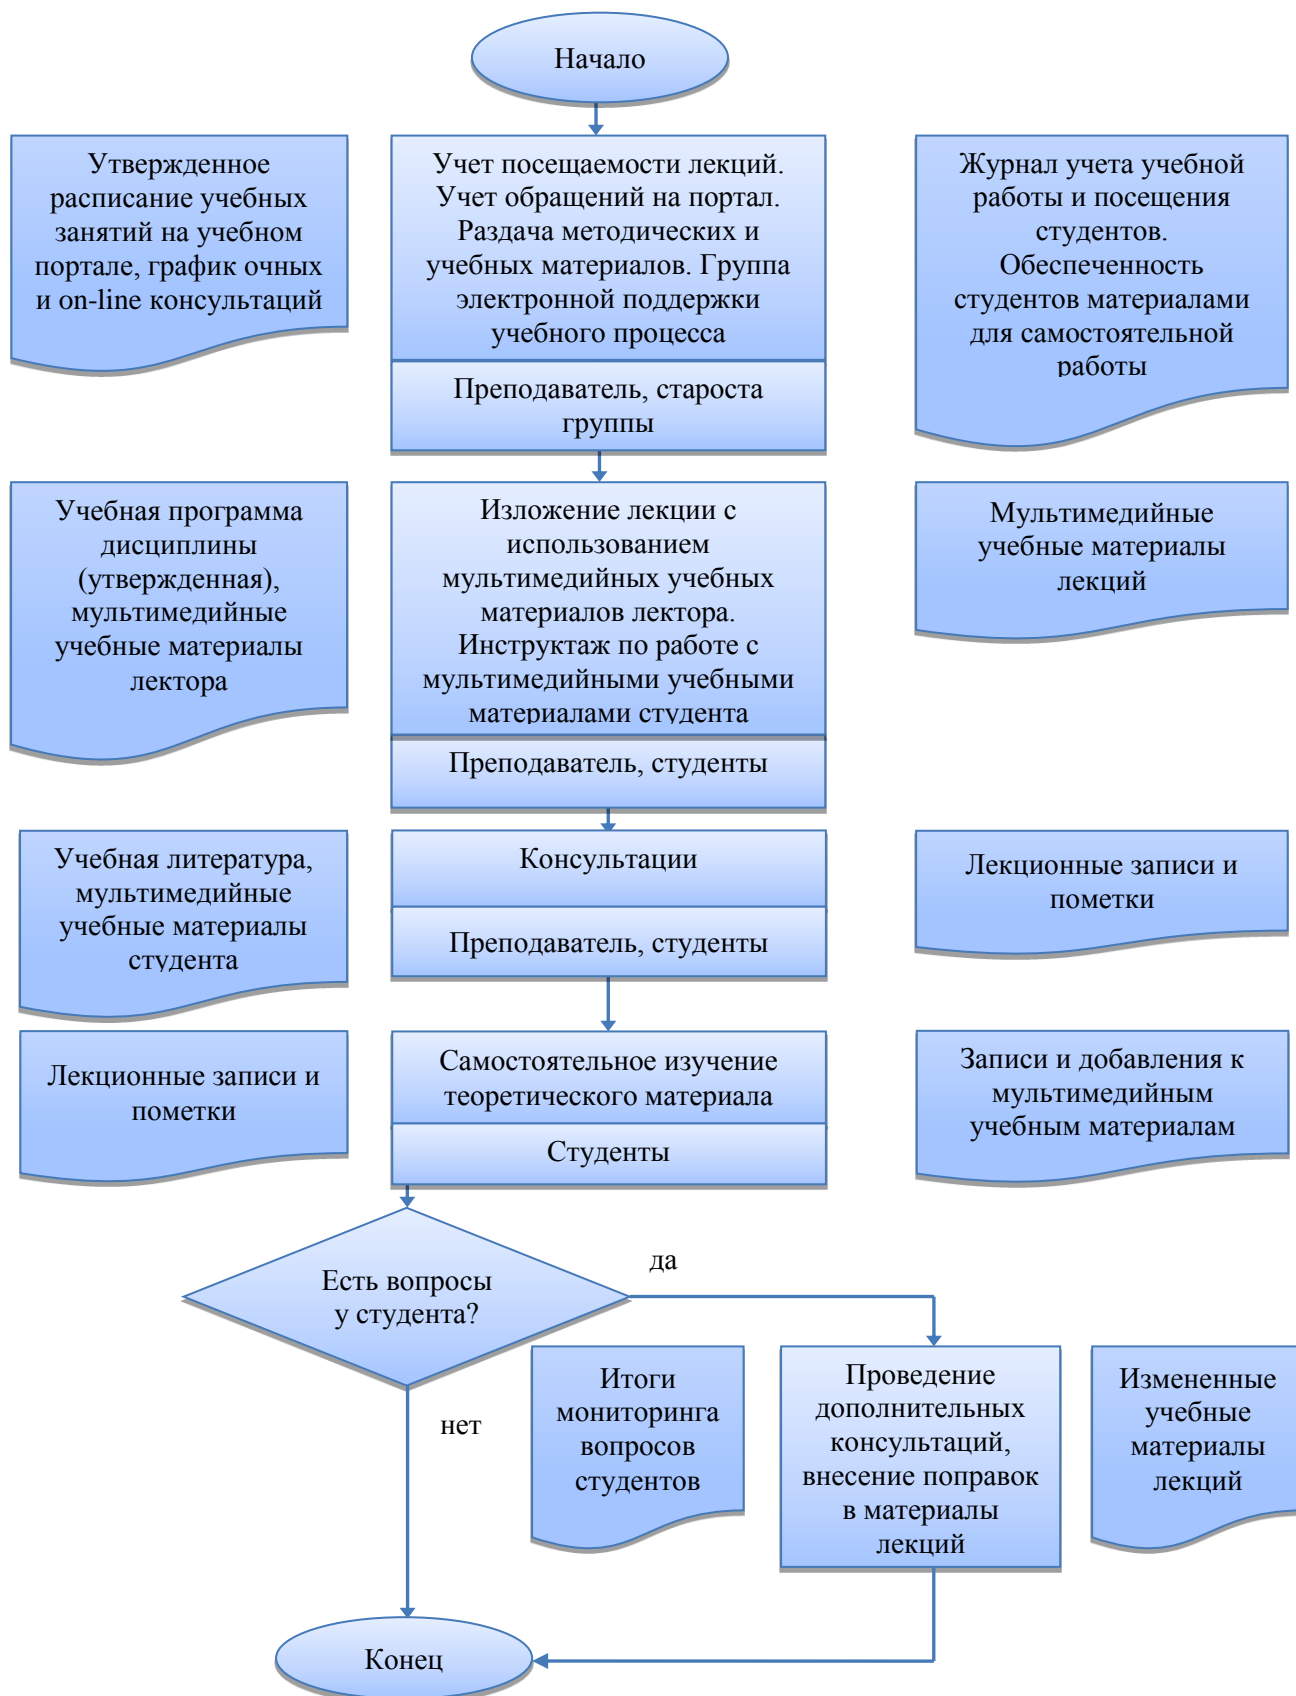 Начало
Утвержденное
расписание учебных
занятий на учебном
портале, график очных
и on-line консультаций
Учет посещаемости лекций.
Учет обращений на портал.
Раздача методических и
учебных материалов. Группа
электронной поддержки
учебного процесса
Преподаватель, староста
группы
Журнал учета учебной
работы и посещения
студентов.
Обеспеченность
студентов материалами
для самостоятельной
работы
Учебная программа
дисциплины
(утвержденная),
мультимедийные
учебные материалы
лектора
Изложение лекции с
использованием
мультимедийных учебных
материалов лектора.
Инструктаж по работе с
мультимедийными учебными
материалами студента
Преподаватель, студенты
Мультимедийные
учебные материалы
лекций
Учебная литература,
мультимедийные
учебные материалы
студента
Консультации
Преподаватель, студенты
Лекционные записи и
пометки
Лекционные записи и
пометки
Самостоятельное изучение
теоретического материала
Студенты
Записи и добавления к
мультимедийным
учебным материалам
Есть вопросы
у студента?
да
нет
Итоги
мониторинга
вопросов
студентов
Проведение
дополнительных
консультаций,
внесение поправок
в материалы
лекций
Измененные
учебные
материалы
лекций
Конец